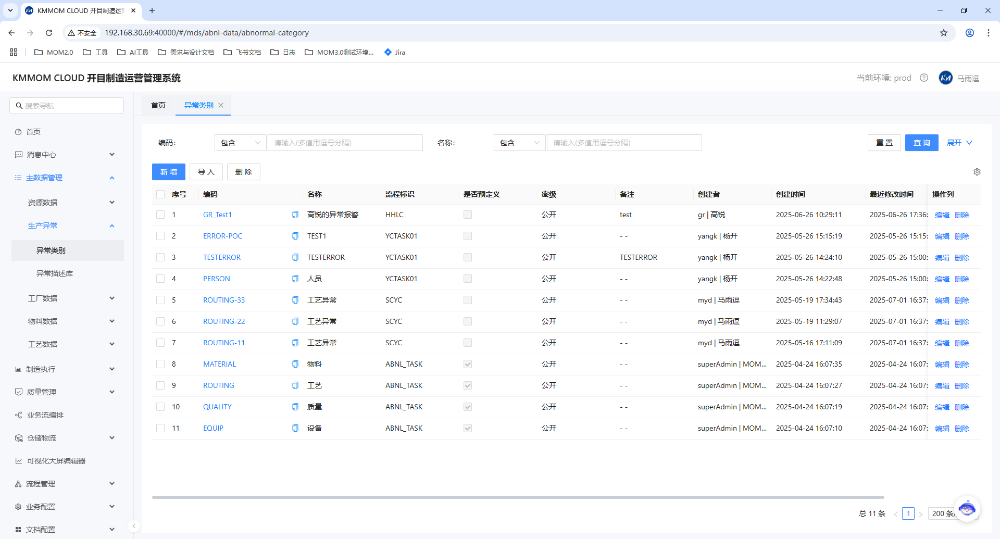 KMMOM CLOUD 开目制造运营
不安全 192.168.30.69:40000/#/mds/abnl-data/abnormal-category
MOM2.0 工具 AI工具 需求与设计文档 飞书文档 日志 MOM3.0测试环境... Jira
KMMOM CLOUD 开目制造运营管理系统
当前环境: prod 马雨逗
搜索导航
首页
消息中心
主数据管理
资源数据
生产异常
异常类别
异常描述库
工厂数据
物料数据
工艺数据
制造执行
质量管理
业务流编排
仓储物流
可视化大屏编辑器
流程管理
业务配置
文档配置
首页 异常类别
编码: 包含 请输入(多值用逗号分隔) 名称: 包含 请输入(多值用逗号分隔) 重置 查询 展开
新增 导入 删除
序号 编码 名称 流程标识 是否预定义 密级 备注 创建者 创建时间 最近修改时间 操作列
1 GR_Test1 高锐的异常报警 HHLC 公开 test gr | 高锐 2025-06-26 10:29:11 2025-06-26 17:36: 编辑 删除
2 ERROR-POC TEST1 YCTASK01 公开 - - yangk | 杨开 2025-05-26 15:15:19 2025-05-26 15:15: 编辑 删除
3 TESTERROR TESTERROR YCTASK01 公开 TESTERROR yangk | 杨开 2025-05-26 14:24:10 2025-05-26 15:00: 编辑 删除
4 PERSON 人员 YCTASK01 公开 - - yangk | 杨开 2025-05-26 14:22:48 2025-05-26 15:00: 编辑 删除
5 ROUTING-33 工艺异常 SCYC 公开 - - myd | 马雨逗 2025-05-19 17:34:43 2025-07-01 16:37: 编辑 删除
6 ROUTING-22 工艺异常 SCYC 公开 - - myd | 马雨逗 2025-05-19 11:29:07 2025-07-01 16:37: 编辑 删除
7 ROUTING-11 工艺异常 SCYC 公开 - - myd | 马雨逗 2025-05-16 17:11:09 2025-07-01 16:37: 编辑 删除
8 MATERIAL 物料 ABNL_TASK 公开 - - superAdmin | MOM... 2025-04-24 16:07:35 2025-04-24 16:07: 编辑 删除
9 ROUTING 工艺 ABNL_TASK 公开 - - superAdmin | MOM... 2025-04-24 16:07:27 2025-04-24 16:07: 编辑 删除
10 QUALITY 质量 ABNL_TASK 公开 - - superAdmin | MOM... 2025-04-24 16:07:19 2025-04-24 16:07: 编辑 删除
11 EQUIP 设备 ABNL_TASK 公开 - - superAdmin | MOM... 2025-04-24 16:07:10 2025-04-24 16:07: 编辑 删除
总 11 条 1 200 条/